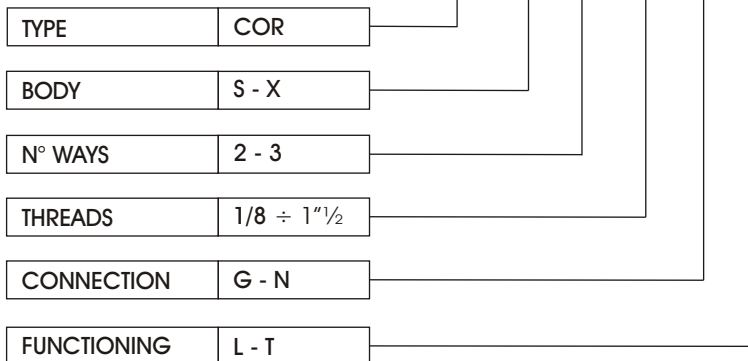 TYPE COR
BODY S - X
N° WAYS 2 - 3
THREADS 1/8 ÷ 1"½
CONNECTION G - N
FUNCTIONING L - T